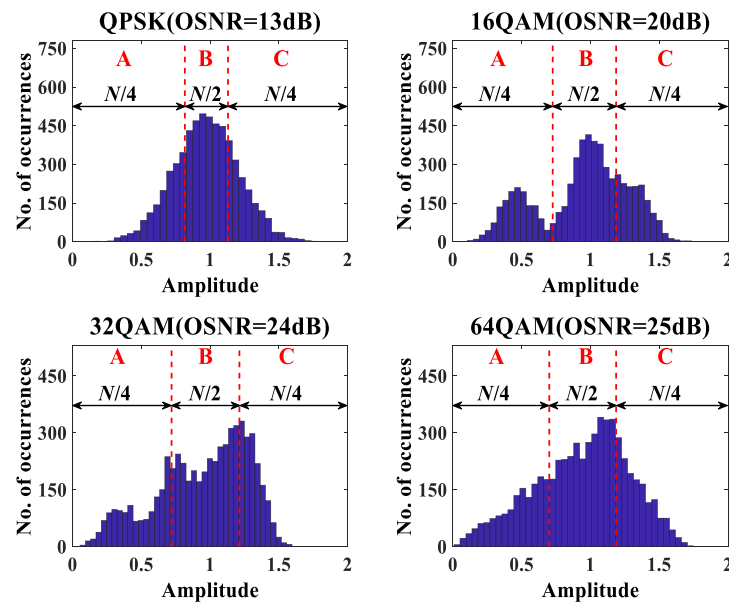 QPSK(OSNR=13dB)
No. of occurrences
750
600
450
300
150
0
A B C
N/4 N/2 N/4
0 0.5 1 1.5 2
Amplitude
16QAM(OSNR=20dB)
No. of occurrences
750
600
450
300
150
0
A B C
N/4 N/2 N/4
0 0.5 1 1.5 2
Amplitude
32QAM(OSNR=24dB)
No. of occurrences
450
300
150
0
A B C
N/4 N/2 N/4
0 0.5 1 1.5 2
Amplitude
64QAM(OSNR=25dB)
No. of occurrences
450
300
150
0
A B C
N/4 N/2 N/4
0 0.5 1 1.5 2
Amplitude